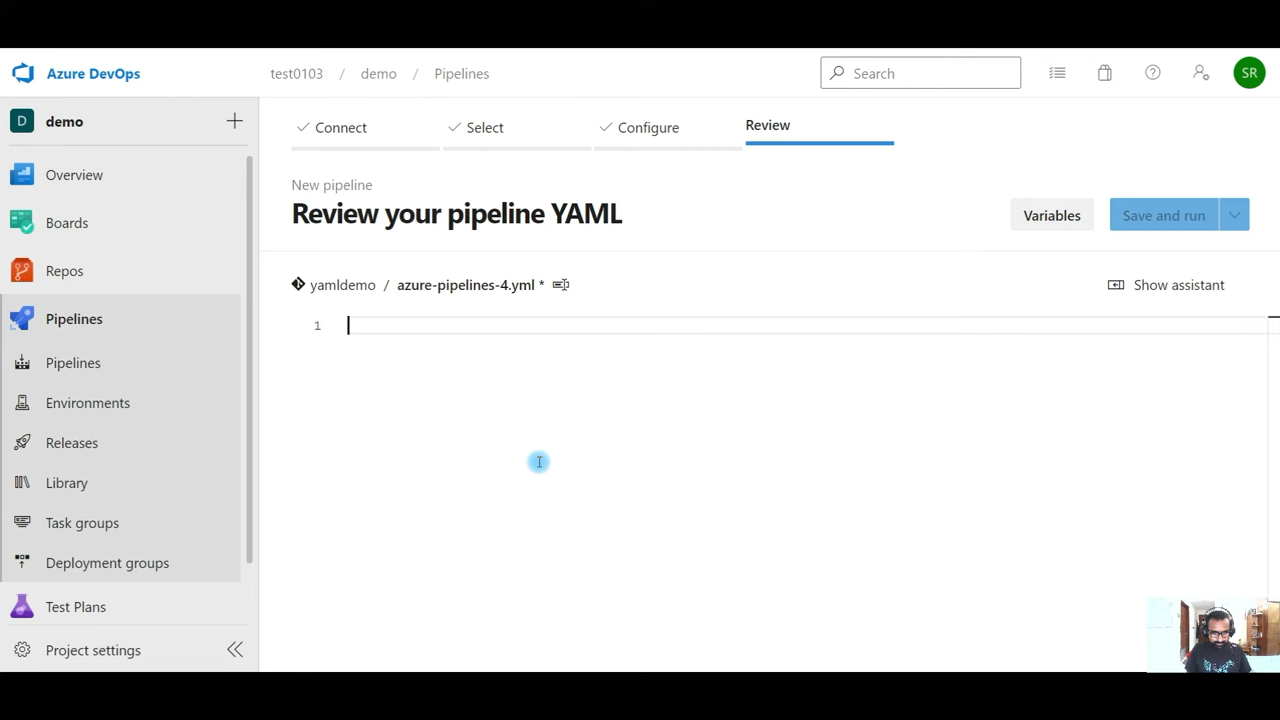 Azure DevOps
test0103 / demo / Pipelines
Search
SR
D demo
Overview
Boards
Repos
Pipelines
Pipelines
Environments
Releases
Library
Task groups
Deployment groups
Test Plans
Project settings
Connect
Select
Configure
Review
New pipeline
Review your pipeline YAML
Variables
Save and run
yamldemo / azure-pipelines-4.yml *
Show assistant
1